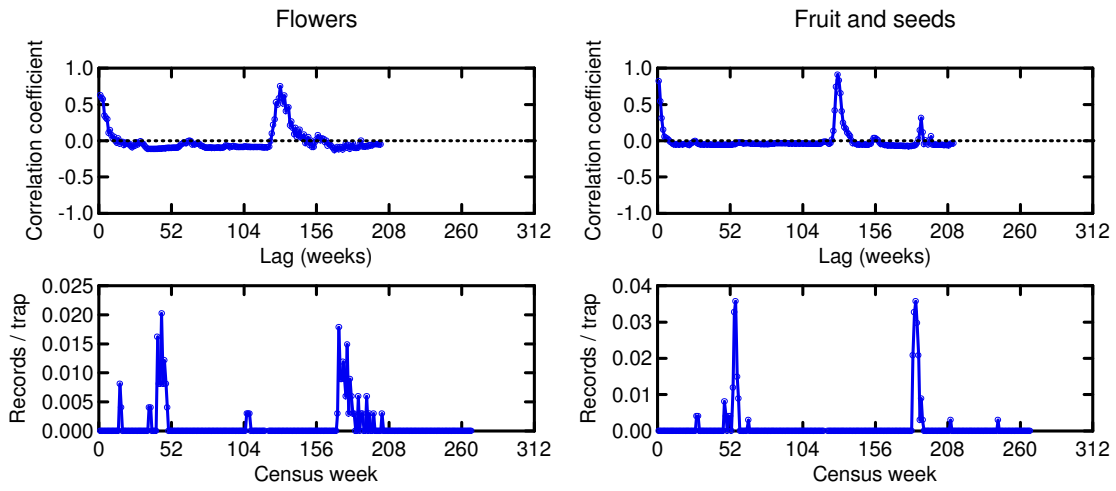 Flowers Fruit and seeds
Correlation coefficient
1.0
0.5
0.0
-0.5
-1.0
0 52 104 156 208 260 312
Lag (weeks)
Correlation coefficient
1.0
0.5
0.0
-0.5
-1.0
0 52 104 156 208 260 312
Lag (weeks)
Records / trap
0.025
0.020
0.015
0.010
0.005
0.000
0 52 104 156 208 260 312
Census week
Records / trap
0.04
0.03
0.02
0.01
0.00
0 52 104 156 208 260 312
Census week